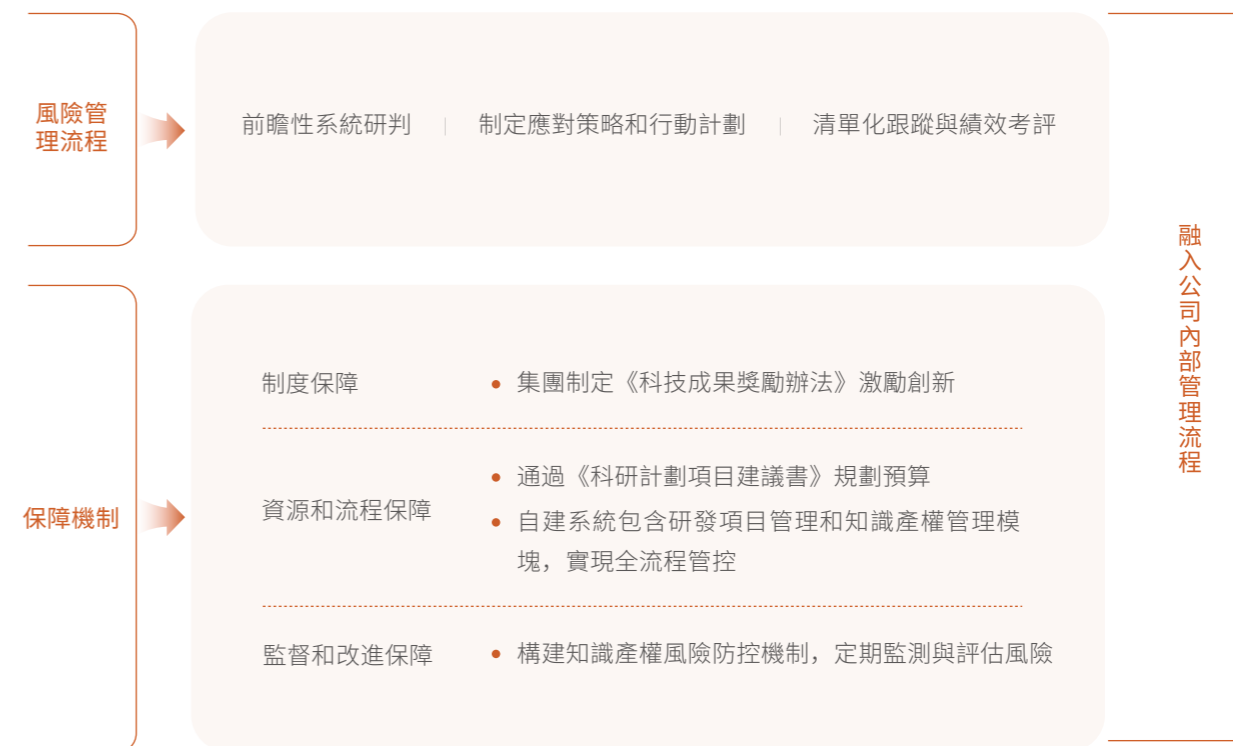 風險管
理流程
前瞻性系統研判 | 制定應對策略和行動計劃 | 清單化跟蹤與績效考評
保障機制
制度保障
• 集團制定《科技成果獎勵辦法》激勵創新
資源和流程保障
• 通過《科研計劃項目建議書》規劃預算
• 自建系統包含研發項目管理和知識產權管理模
塊，實現全流程管控
監督和改進保障
• 構建知識產權風險防控機制，定期監測與評估風險
融入公司內部管理流程